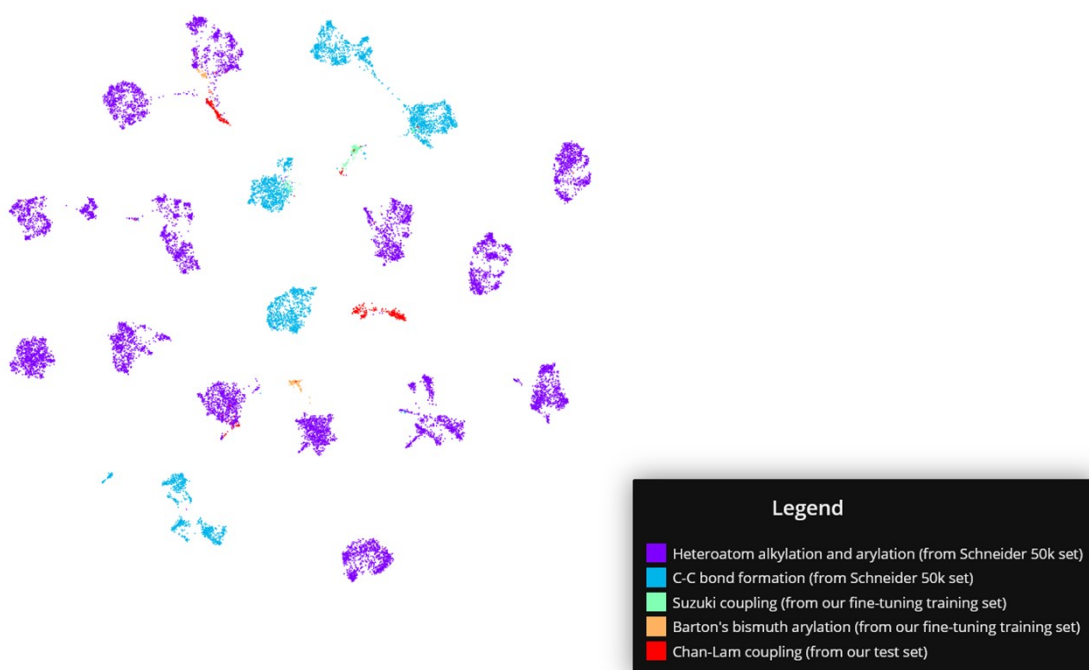 Legend
Heteroatom alkylation and arylation (from Schneider 50k set)
C-C bond formation (from Schneider 50k set)
Suzuki coupling (from our fine-tuning training set)
Barton's bismuth arylation (from our fine-tuning training set)
Chan-Lam coupling (from our test set)